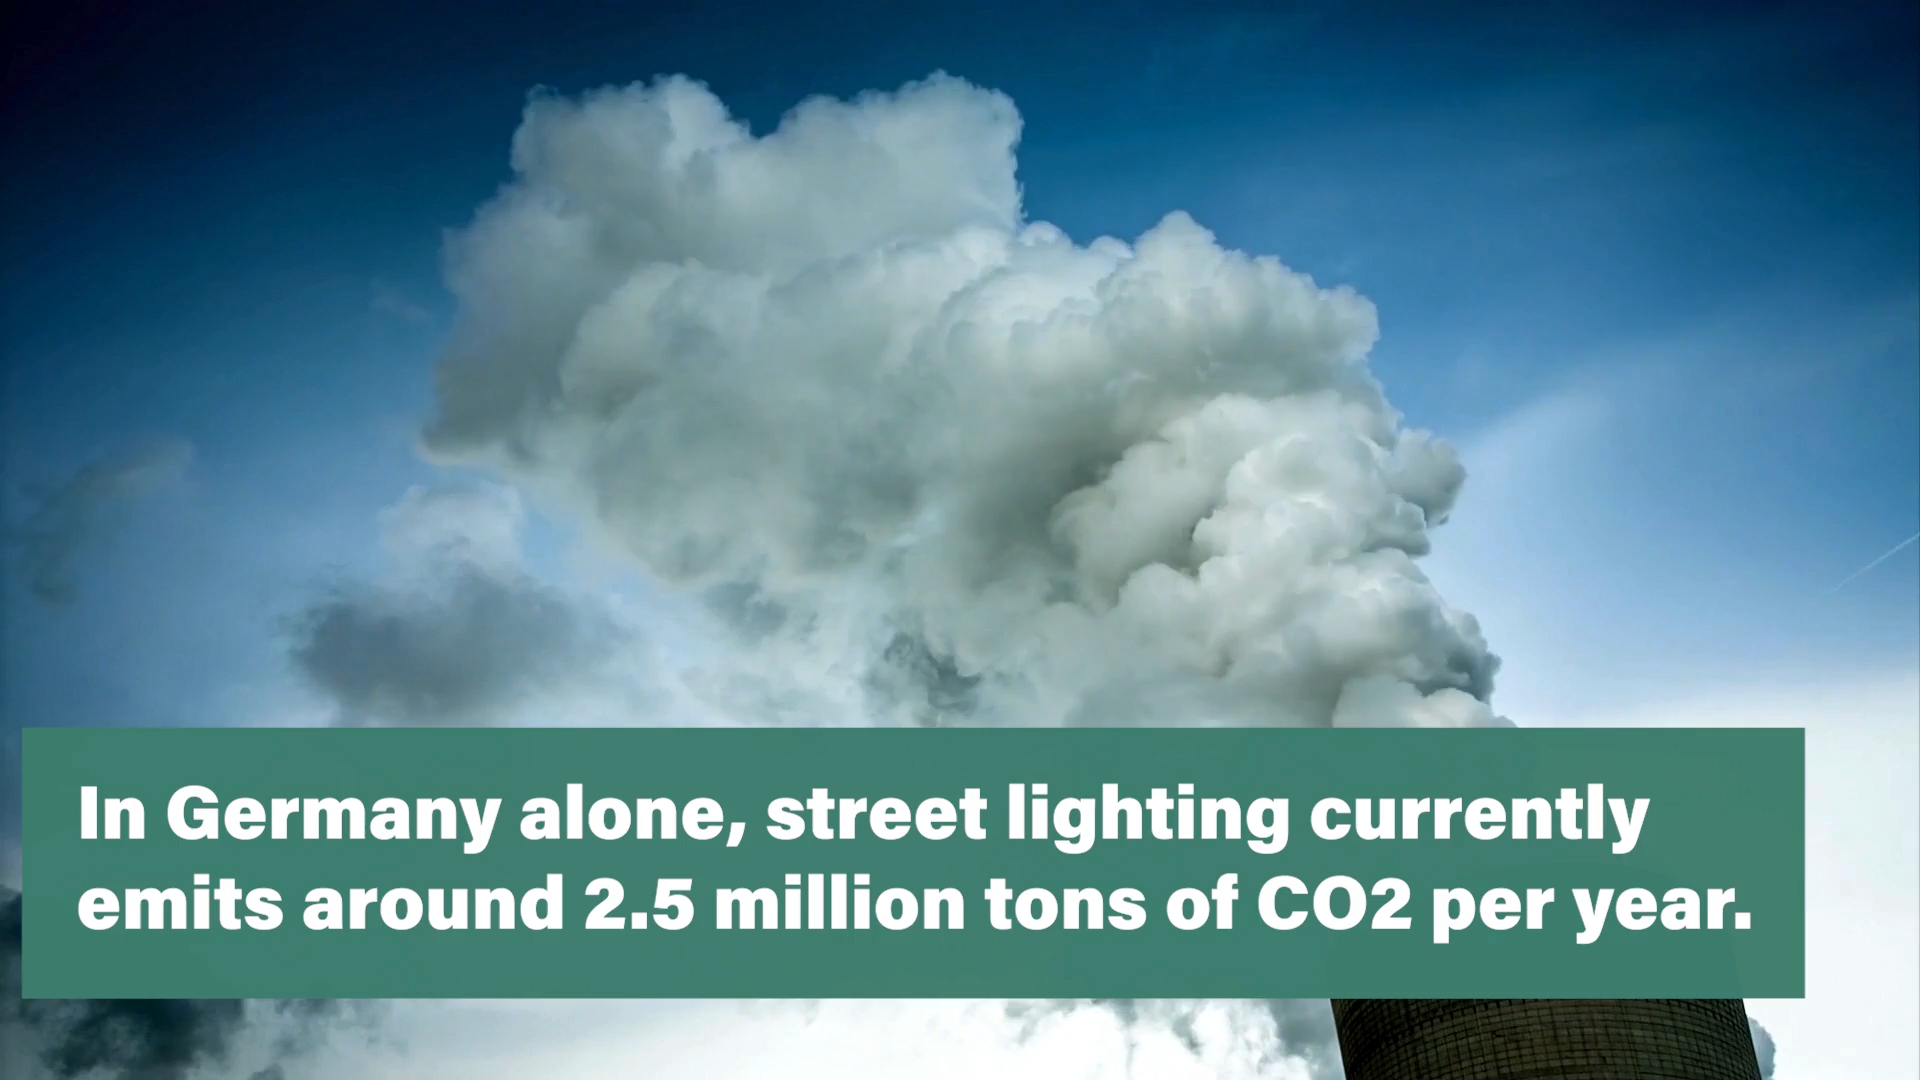 In Germany alone, street lighting currently
emits around 2.5 million tons of CO2 per year.